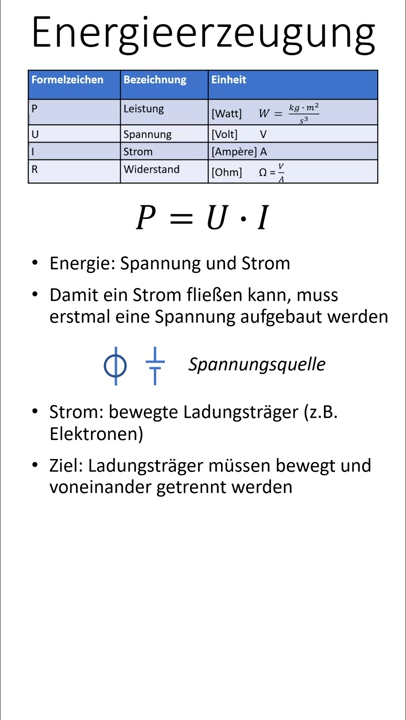 Energieerzeugung
Formelzeichen Bezeichnung Einheit
P Leistung [Watt] W = kg · m² / s³
U Spannung [Volt] V
I Strom [Ampère] A
R Widerstand [Ohm] Ω = V / A
P = U · I
• Energie: Spannung und Strom
• Damit ein Strom fließen kann, muss
erstmal eine Spannung aufgebaut werden
Spannungsquelle
• Strom: bewegte Ladungsträger (z.B.
Elektronen)
• Ziel: Ladungsträger müssen bewegt und
voneinander getrennt werden